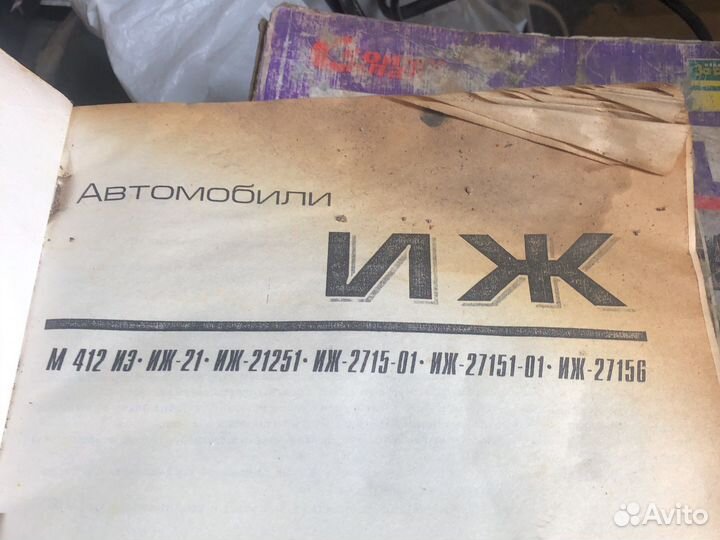 Автомобили
ИЖ
М 412 ИЭ · ИЖ-21 · ИЖ-21251 · ИЖ-2715-01 · ИЖ-27151-01 · ИЖ-27156
Avito